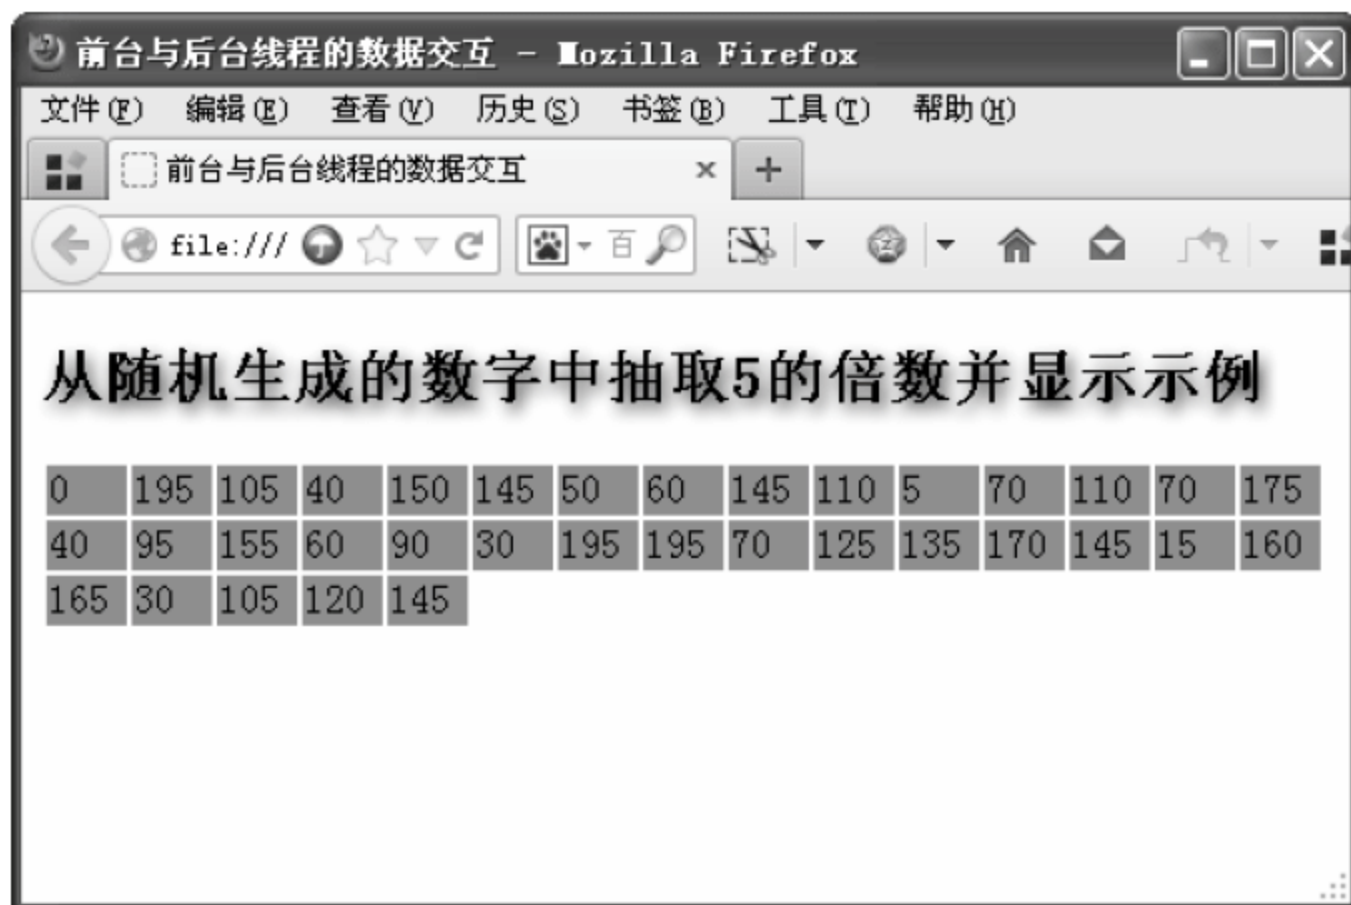 前台与后台线程的数据交互 - Mozilla Firefox
文件(F) 编辑(E) 查看(V) 历史(S) 书签(B) 工具(T) 帮助(H)
前台与后台线程的数据交互
file:/// 百
从随机生成的数字中抽取5的倍数并显示示例
0 195 105 40 150 145 50 60 145 110 5 70 110 70 175
40 95 155 60 90 30 195 195 70 125 135 170 145 15 160
165 30 105 120 145